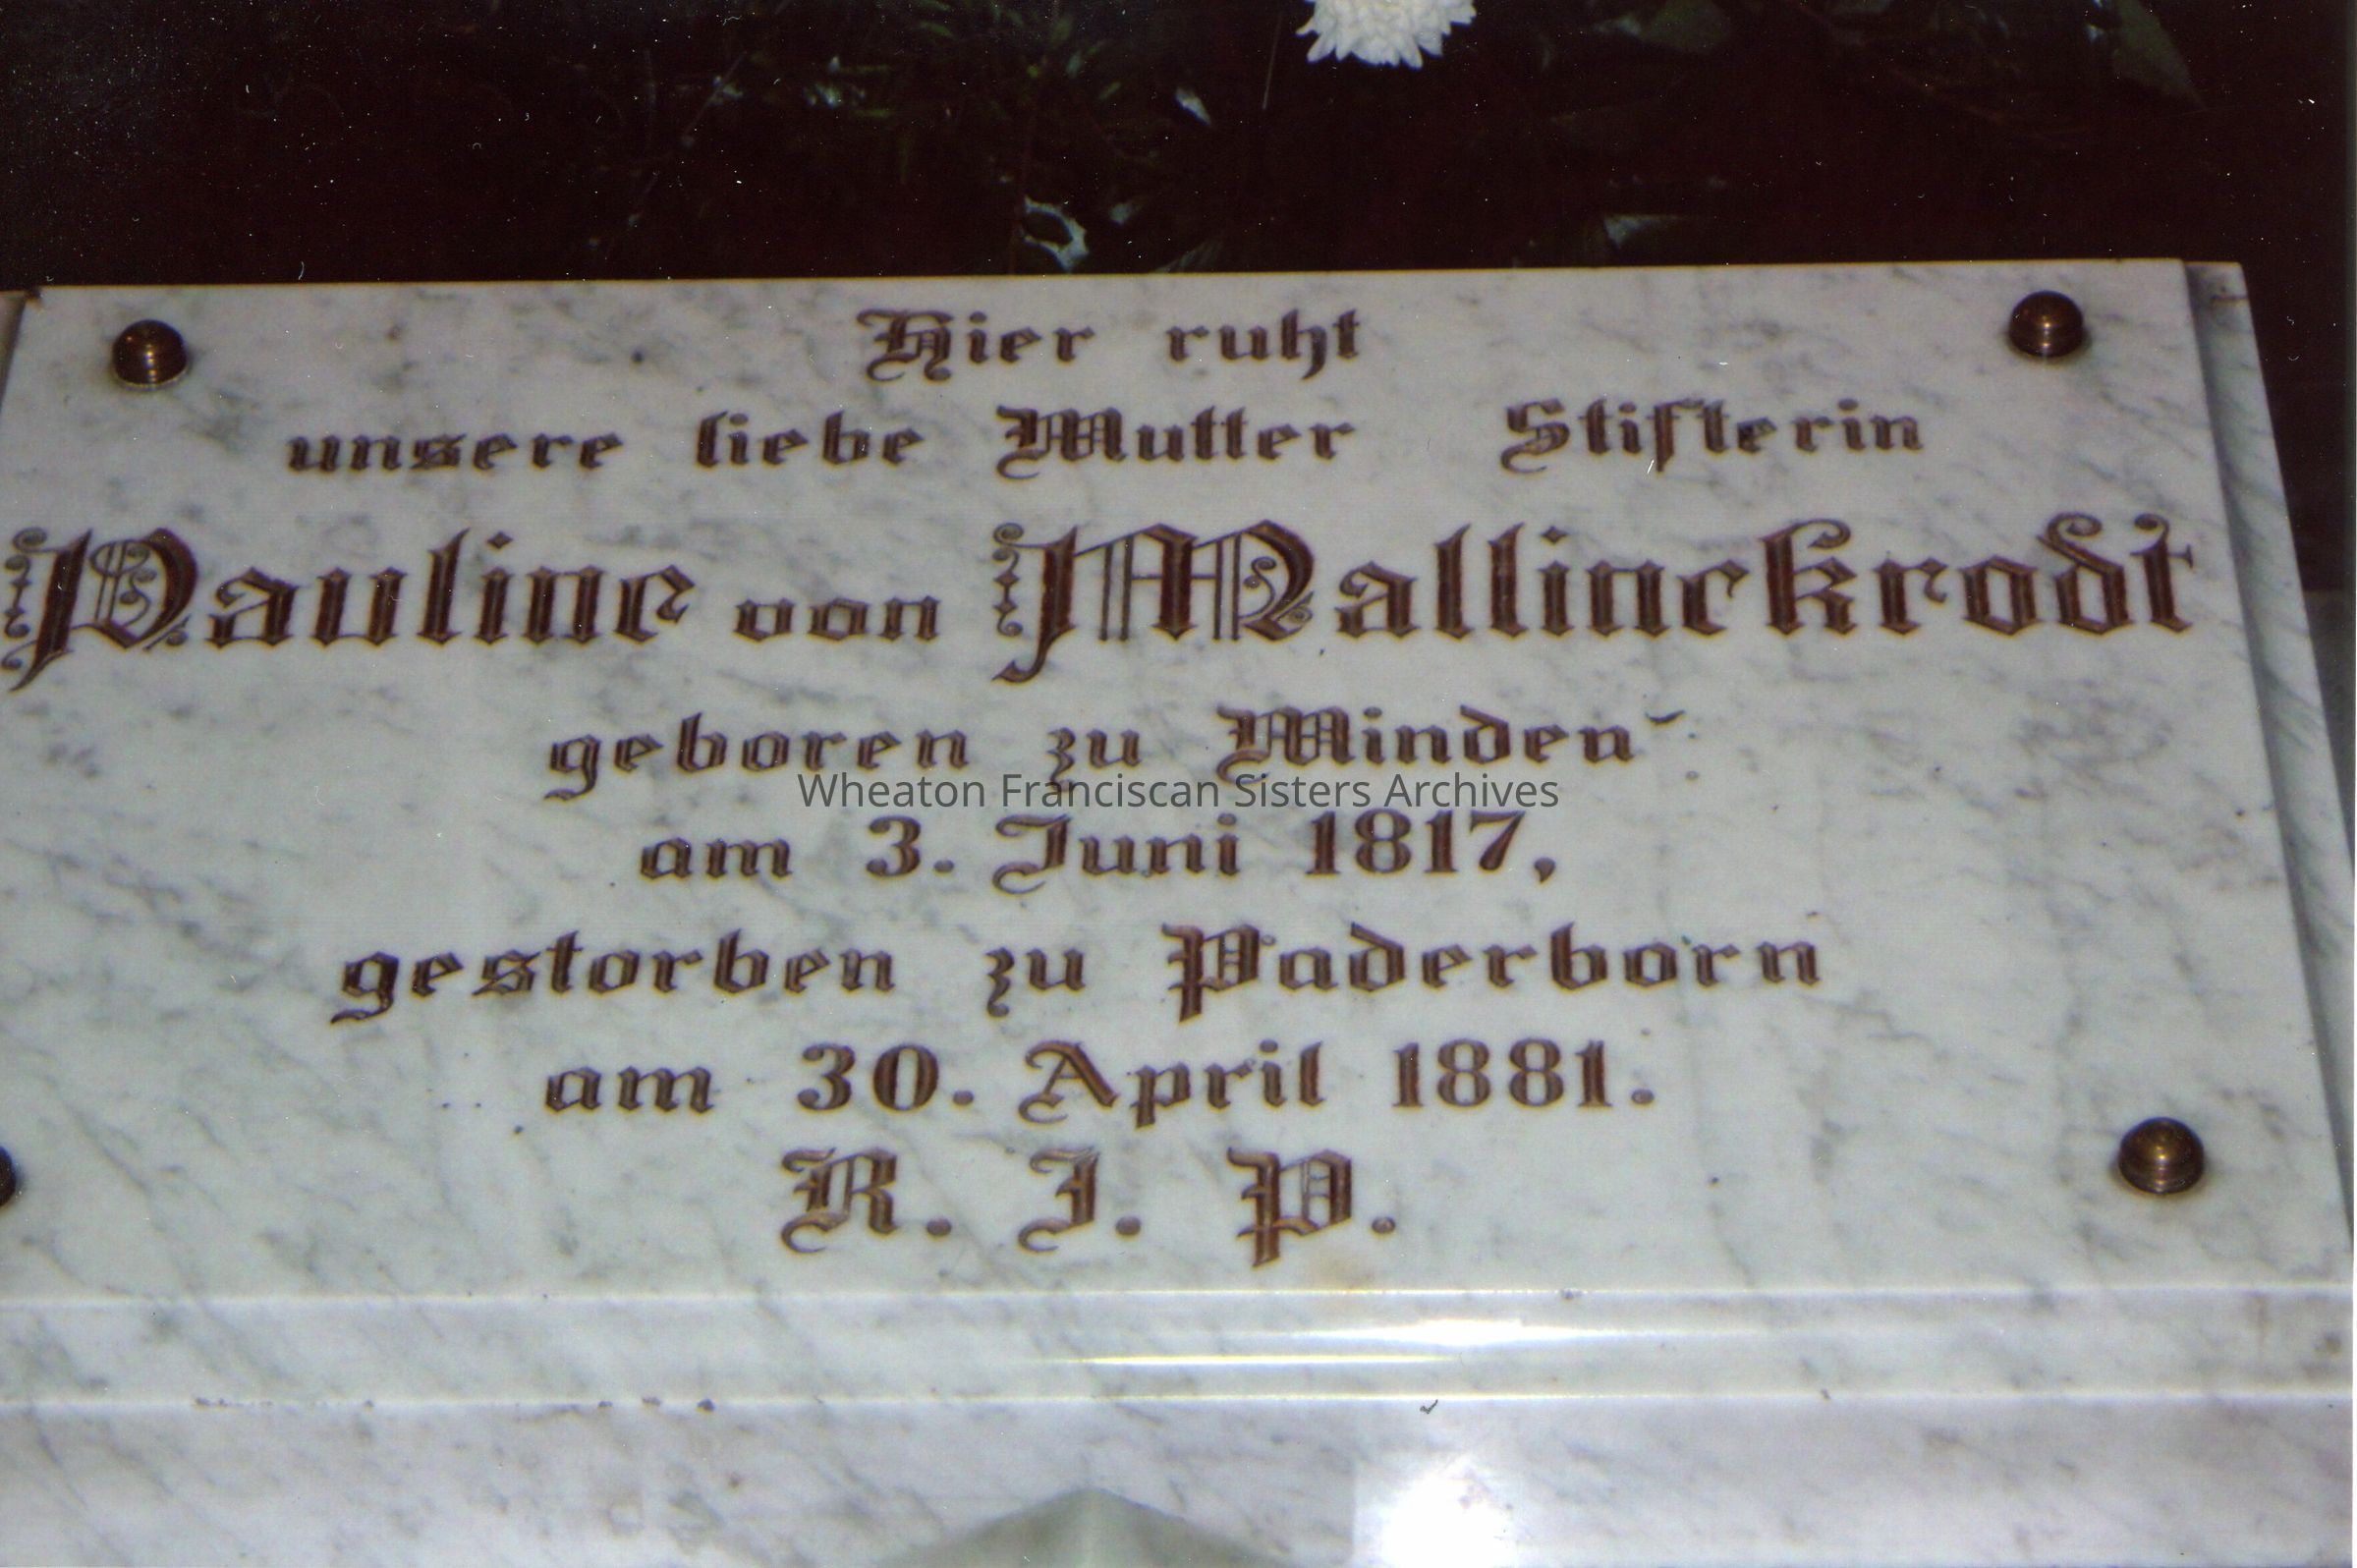 Hier ruht
unsere liebe Mutter Stifterin
Pauline von Mallinckrodt
geboren zu Minden
Wheaton Franciscan Sisters Archives
am 3. Juni 1817,
gestorben zu Paderborn
am 30. April 1881.
R. I. P.